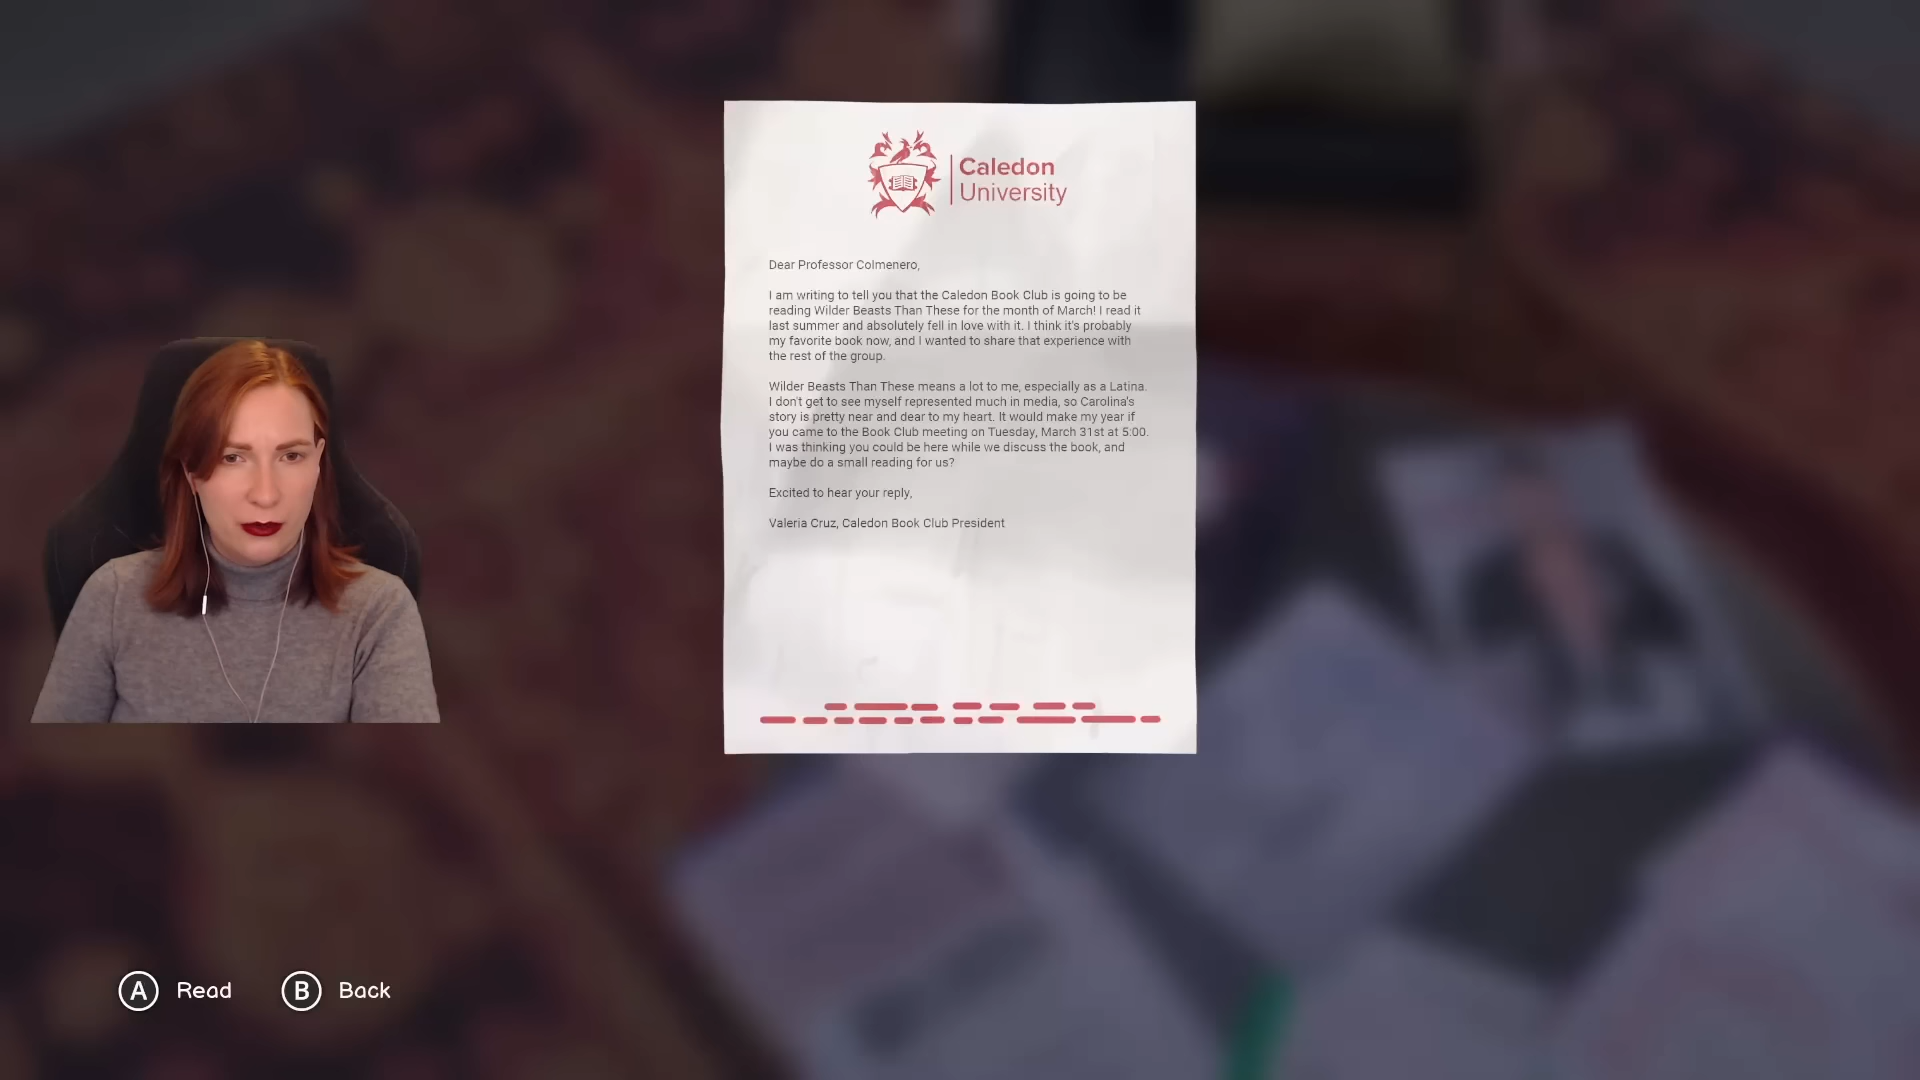 Caledon
University
Dear Professor Colmenero,
I am writing to tell you that the Caledon Book Club is going to be
reading Wilder Beasts Than These for the month of March! I read it
last summer and absolutely fell in love with it. I think it's probably
my favorite book now, and I wanted to share that experience with
the rest of the group.
Wilder Beasts Than These means a lot to me, especially as a Latina.
I don't get to see myself represented much in media, so Carolina's
story is pretty near and dear to my heart. It would make my year if
you came to the Book Club meeting on Tuesday, March 31st at 5:00.
I was thinking you could be here while we discuss the book, and
maybe do a small reading for us?
Excited to hear your reply,
Valeria Cruz, Caledon Book Club President
A Read B Back